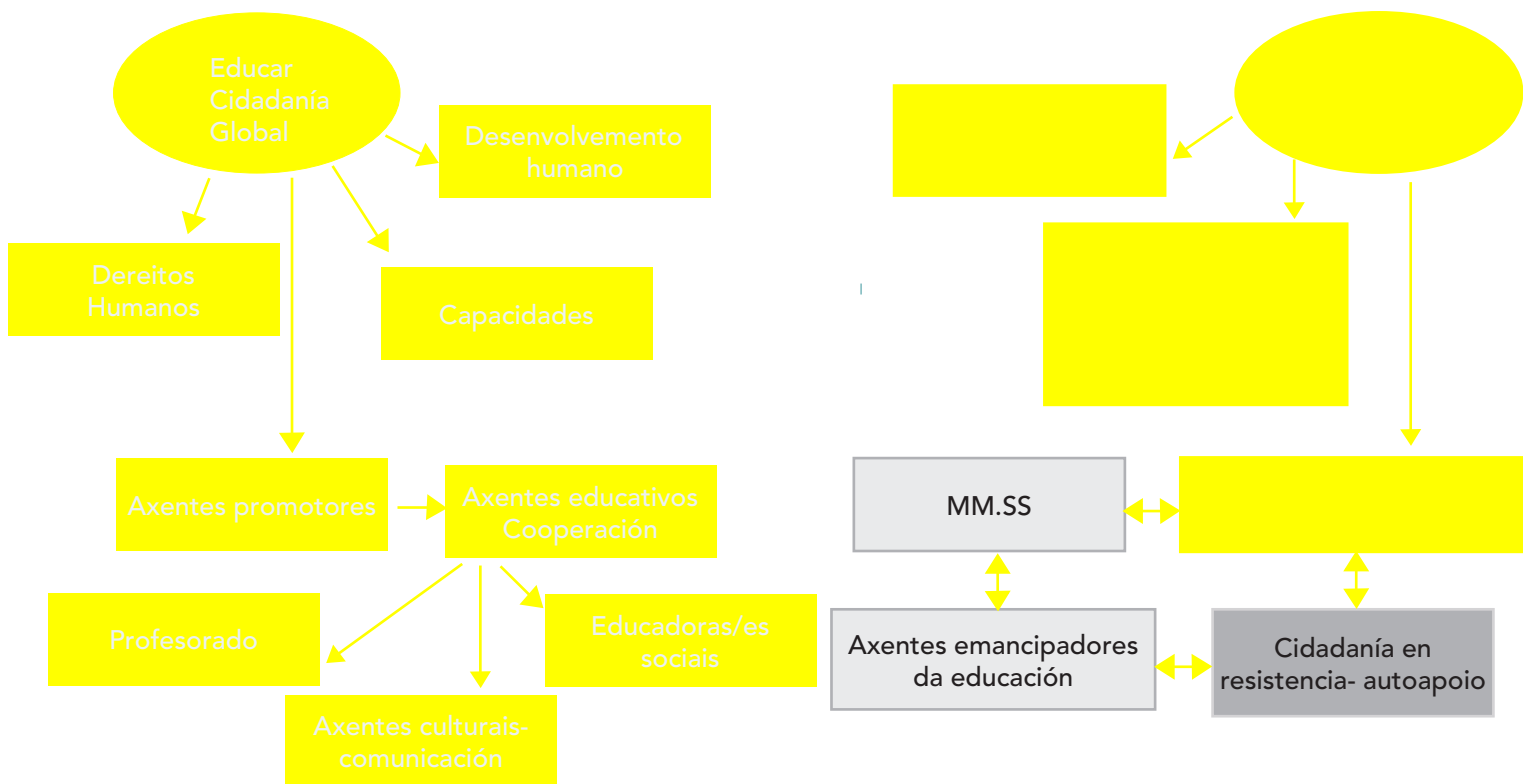 Educar
Cidadanía
Global
Desenvolvemento
humano
Dereitos
Humanos
Capacidades
Axentes promotores
Axentes educativos
Cooperación
Profesorado
Educadoras/es
sociais
Axentes culturais-
comunicación
MM.SS
Axentes emancipadores
da educación
Cidadanía en
resistencia- autoapoio